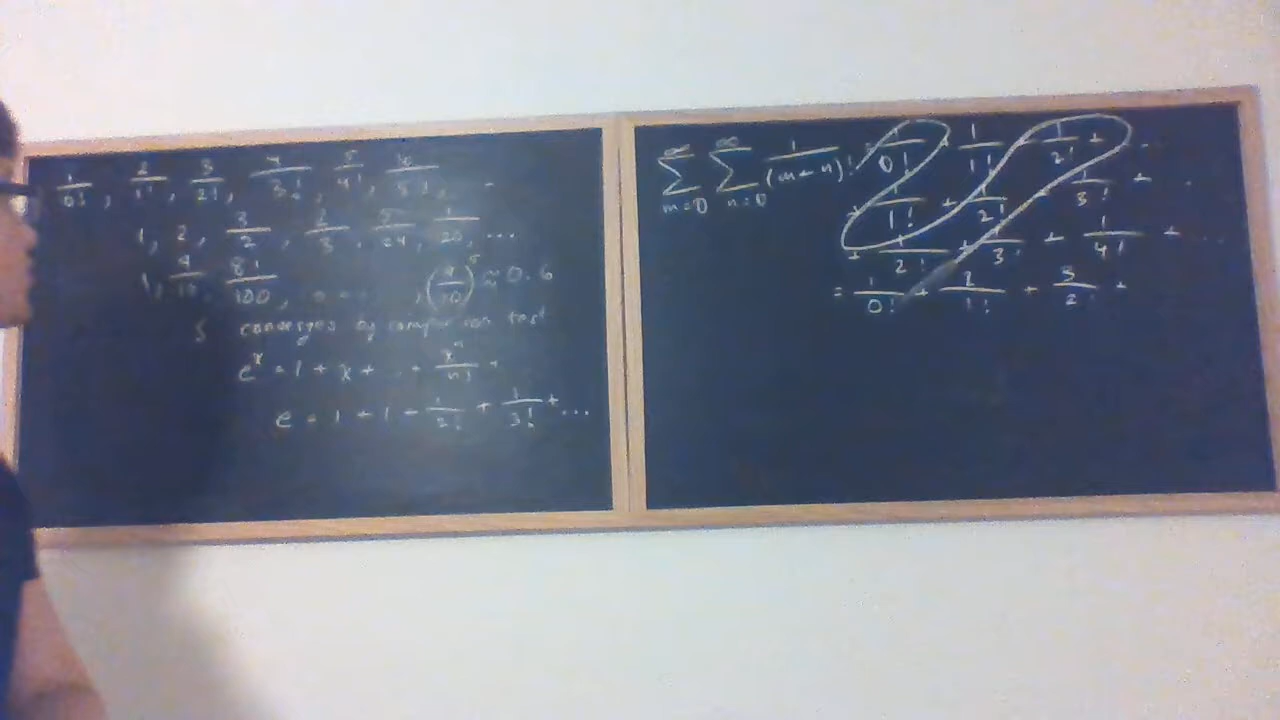 1/0!, 2/1!, 3/2!, 4/3!, 5/4!, 6/5!, ...
1, 2, 3/2, 2/3, 5/24, 1/20, ...
1, 9/10, 81/100, ..., (9/10)^5 ≈ 0.6
S converges by comparison test
e^x = 1 + x + ... + x^n/n! +
e = 1 + 1 + 1/2! + 1/3! + ...
∑_{m=0}^∞ ∑_{n=0}^∞ 1/(m+n)! = 1/0! + 1/1! + 1/2! + ...
+ 1/1! + 1/2! + 1/3! + ...
+ 1/2! + 1/3! + 1/4! + ...
= 1/0! + 2/1! + 3/2! +